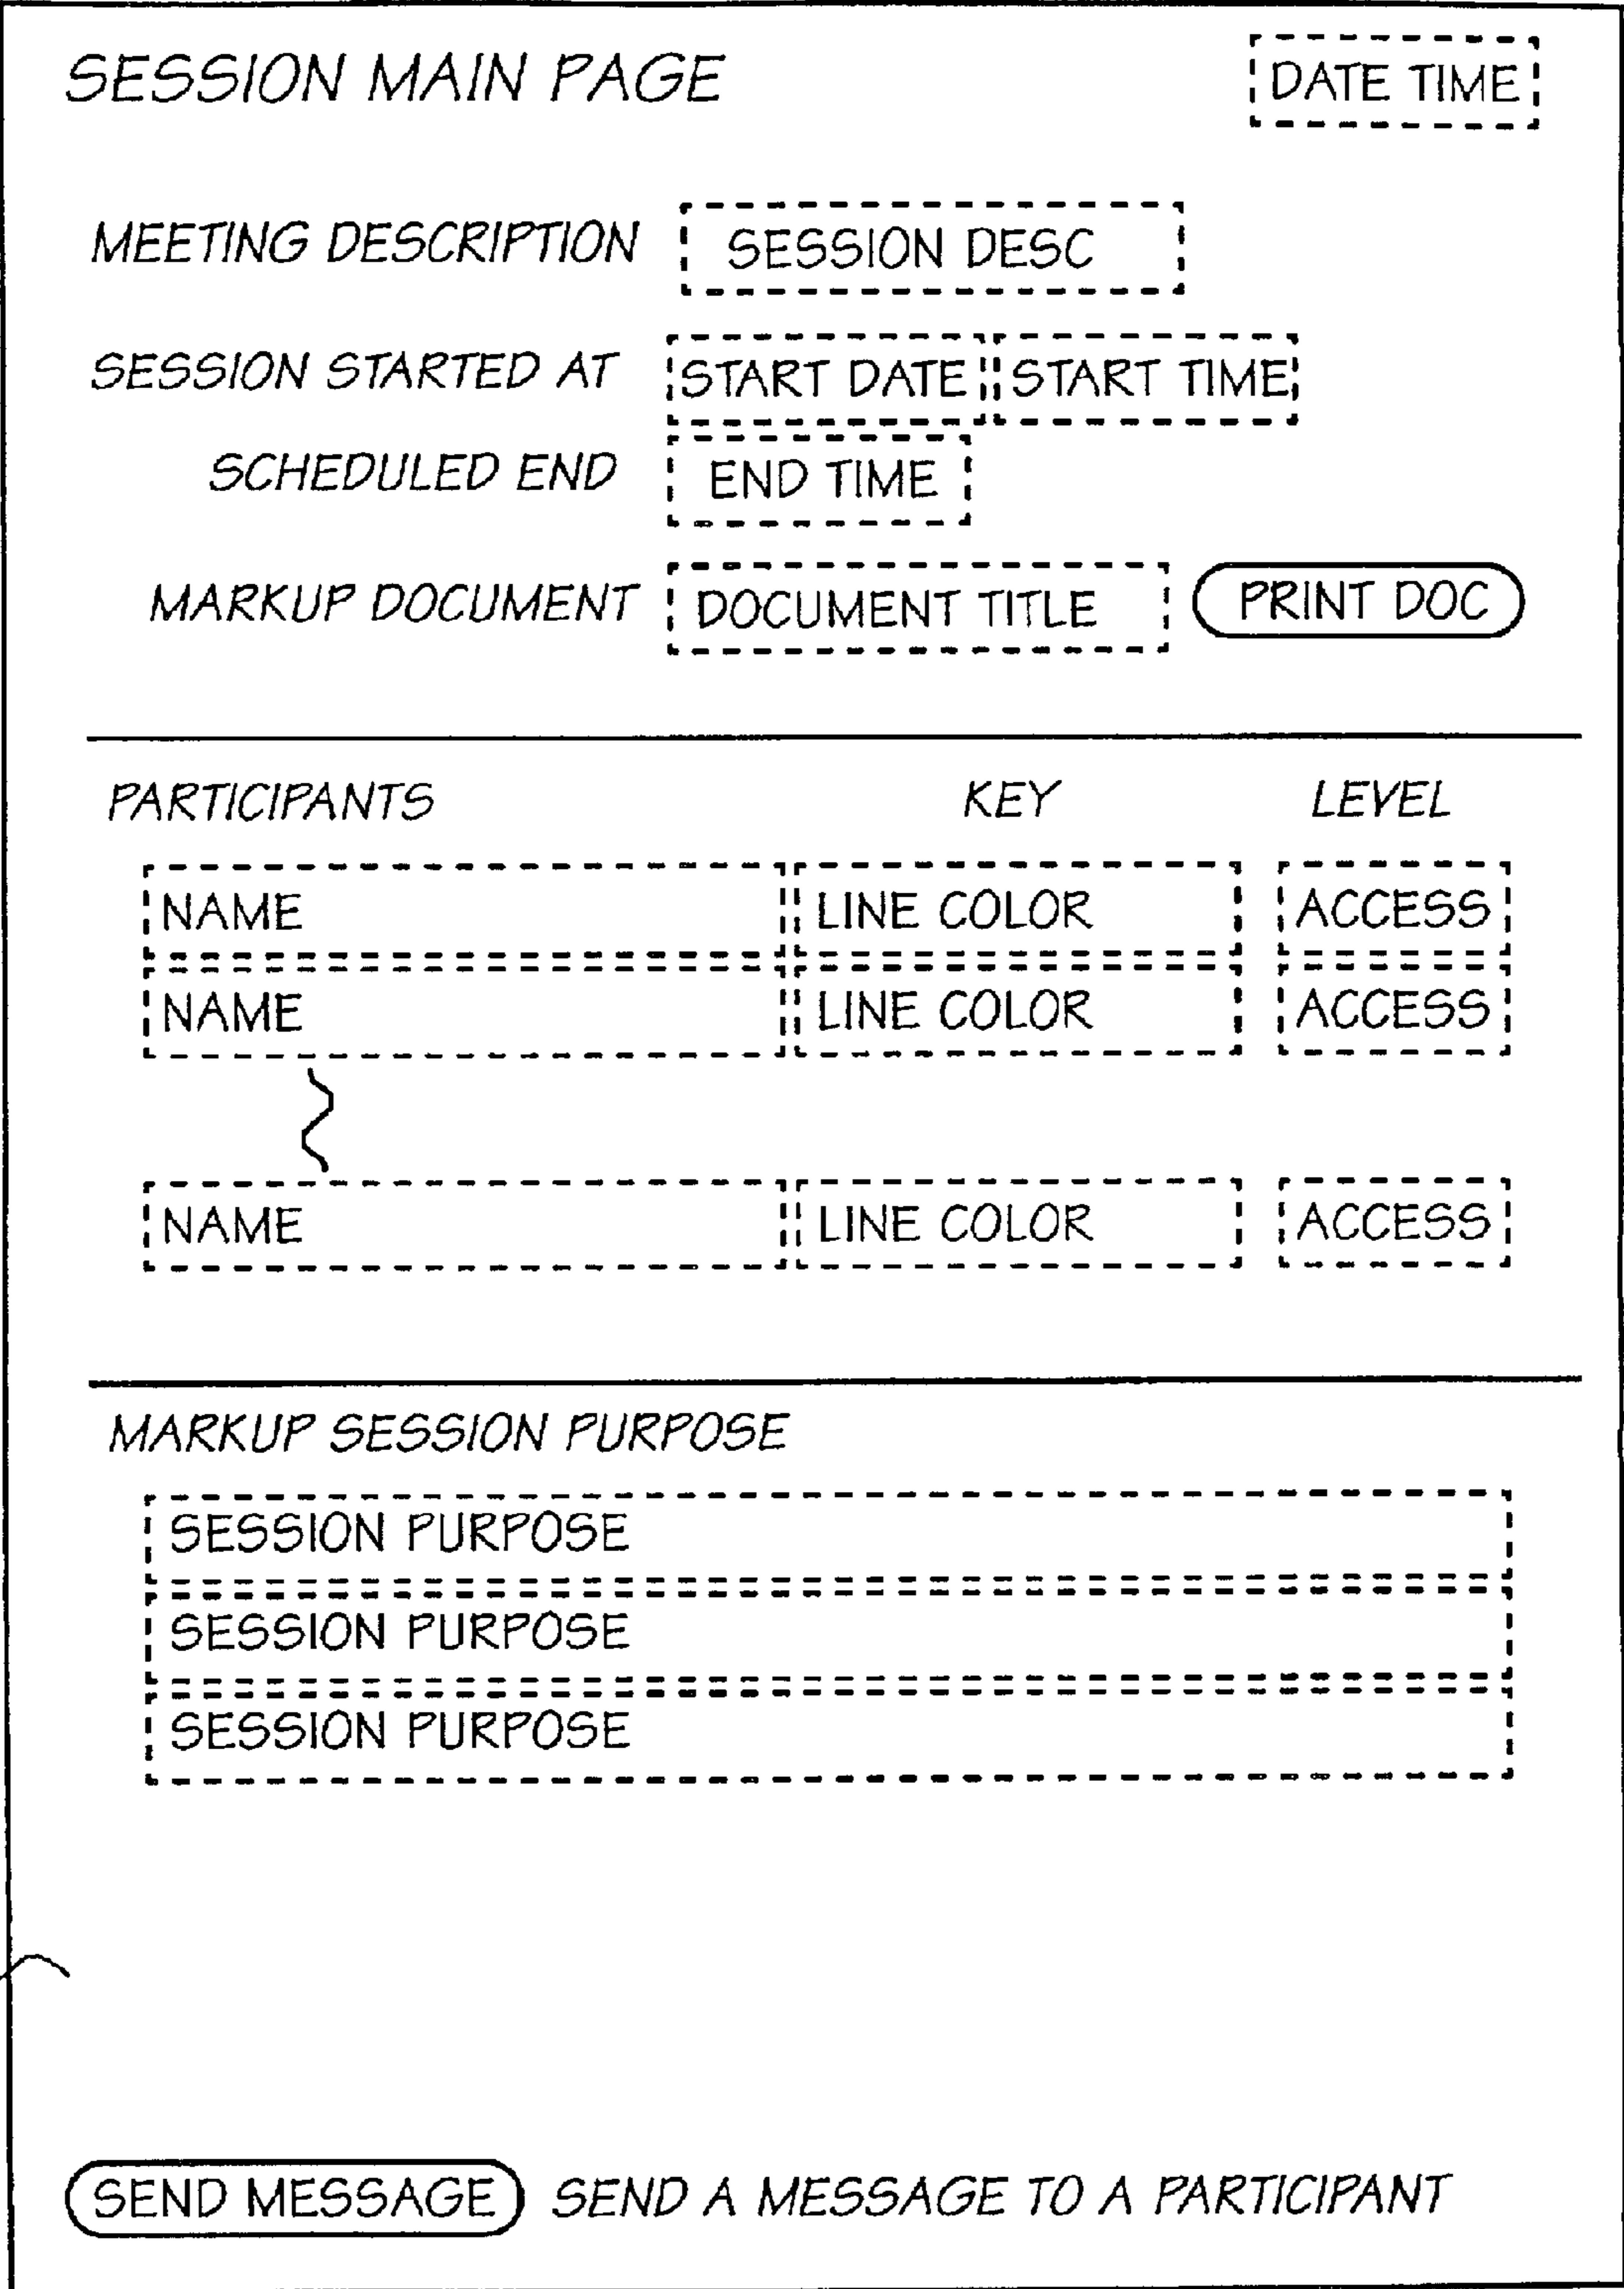 SESSION MAIN PAGE DATE TIME
MEETING DESCRIPTION SESSION DESC
SESSION STARTED AT START DATE START TIME
SCHEDULED END END TIME
MARKUP DOCUMENT DOCUMENT TITLE PRINT DOC
PARTICIPANTS KEY LEVEL
NAME LINE COLOR ACCESS
NAME LINE COLOR ACCESS
NAME LINE COLOR ACCESS
MARKUP SESSION PURPOSE
SESSION PURPOSE
SESSION PURPOSE
SESSION PURPOSE
SEND MESSAGE SEND A MESSAGE TO A PARTICIPANT